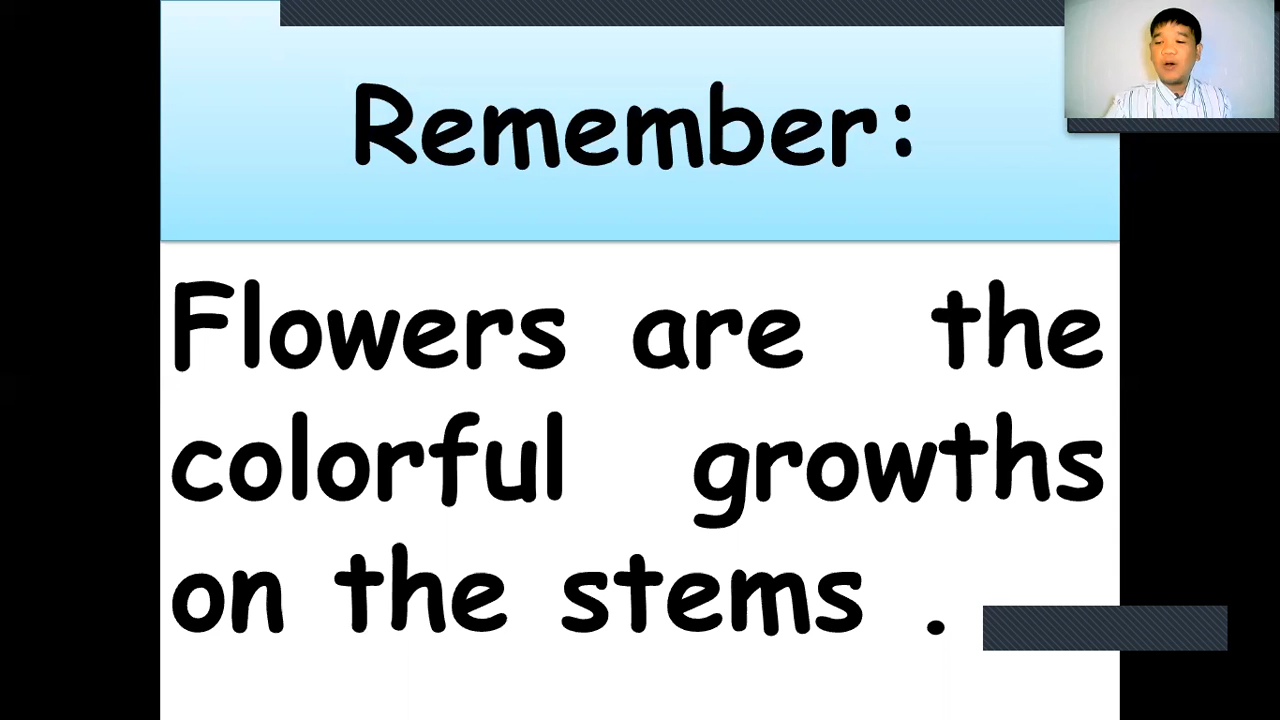 Remember:
Flowers are the
colorful growths
on the stems .